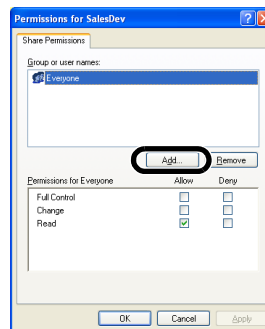 Permissions for SalesDev
Share Permissions
Group or user names:
Everyone
Add... Remove
Permissions for Everyone Allow Deny
Full Control
Change
Read
OK Cancel Apply